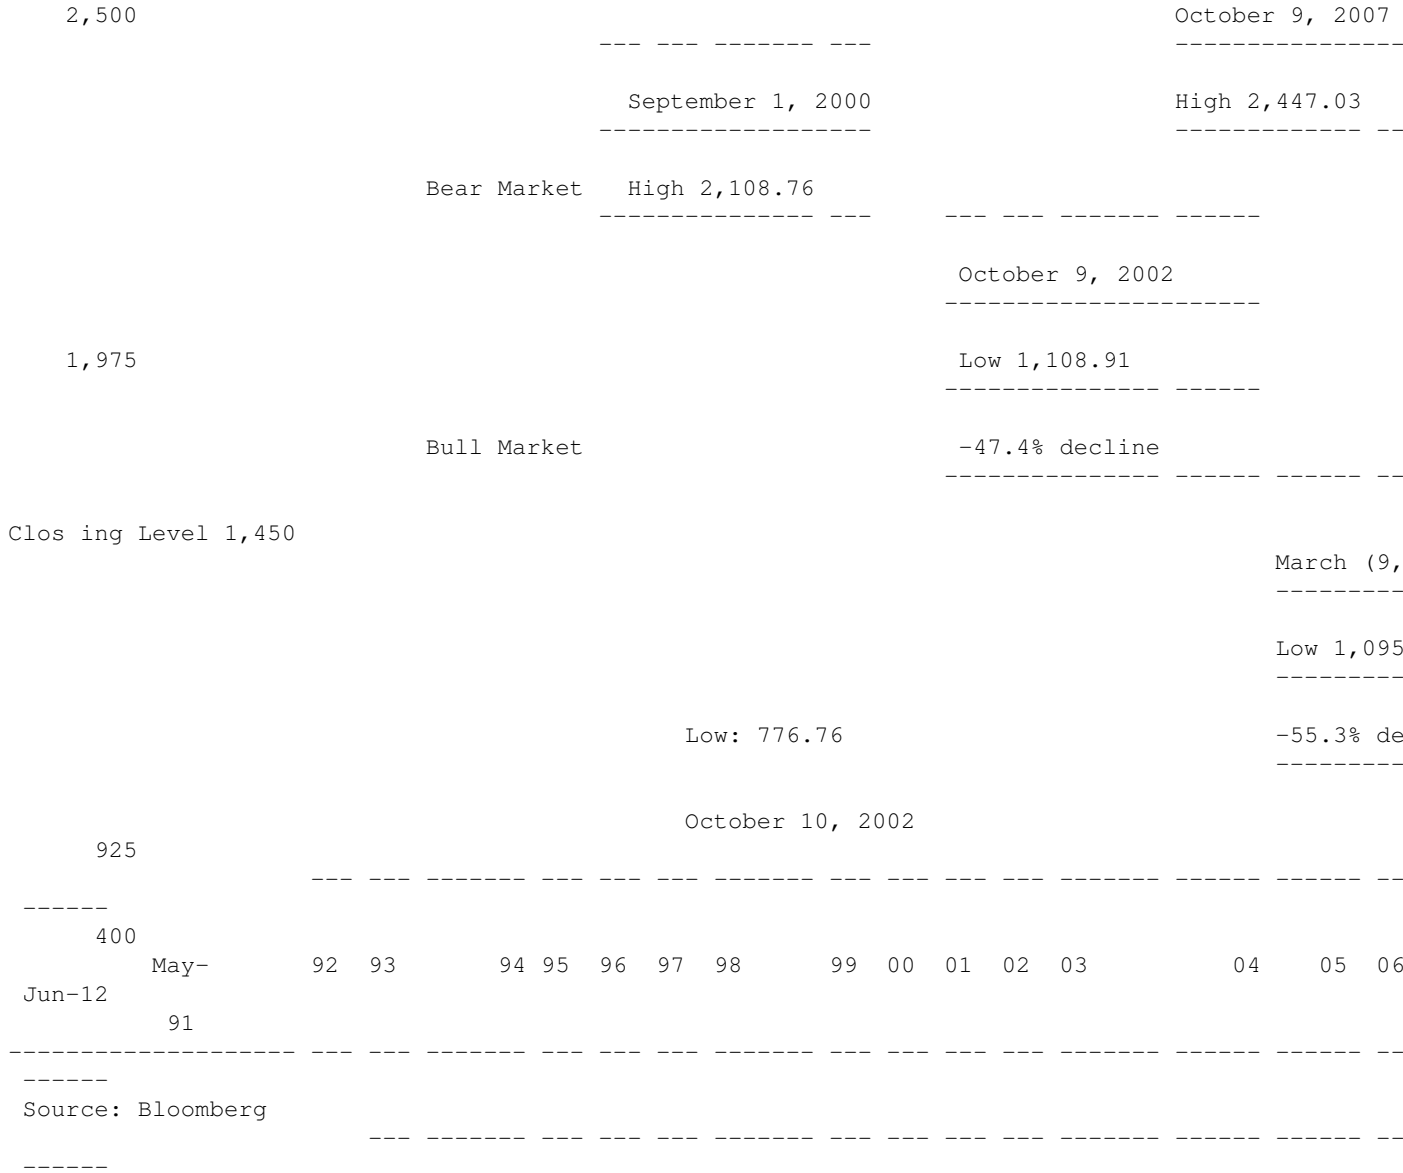 2,500 October 9, 2007
--- --- ------- --- ----------------
September 1, 2000 High 2,447.03
------------------- ------------- --
Bear Market High 2,108.76
--------------- --- --- --- ------- ------
October 9, 2002
----------------------
1,975 Low 1,108.91
--------------- ------
Bull Market -47.4% decline
--------------- ------ ------ --
Clos ing Level 1,450
March (9,
---------
Low 1,095
---------
Low: 776.76 -55.3% de
---------
October 10, 2002
925
--- --- ------- --- --- --- ------- --- --- --- --- ------- ------ ------ --
------
400
May- 92 93 94 95 96 97 98 99 00 01 02 03 04 05 06
Jun-12
91
-------------------- --- --- ------- --- --- --- ------- --- --- --- --- ------- ------ ------ --
------
Source: Bloomberg
--- ------- --- --- --- ------- --- --- --- --- ------- ------ ------ --
------